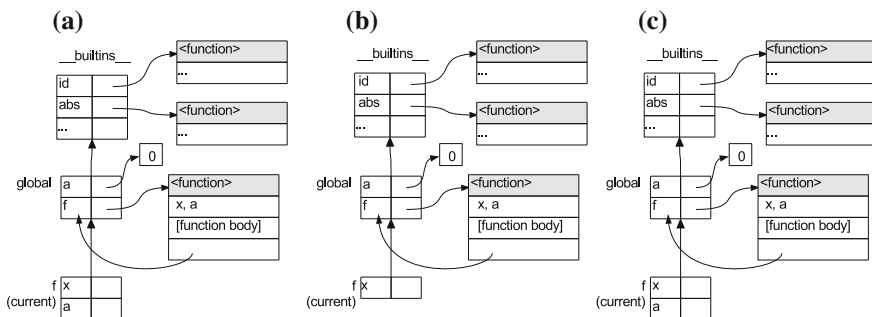 (a)
__builtins__
<function>
...
id
abs
...
<function>
...
global
a
f
0
<function>
x, a
[function body]
f
(current)
x
a
(b)
__builtins__
<function>
...
id
abs
...
<function>
...
global
a
f
0
<function>
x, a
[function body]
f
(current)
x
(c)
__builtins__
<function>
...
id
abs
...
<function>
...
global
a
f
0
<function>
x, a
[function body]
f
(current)
x
a